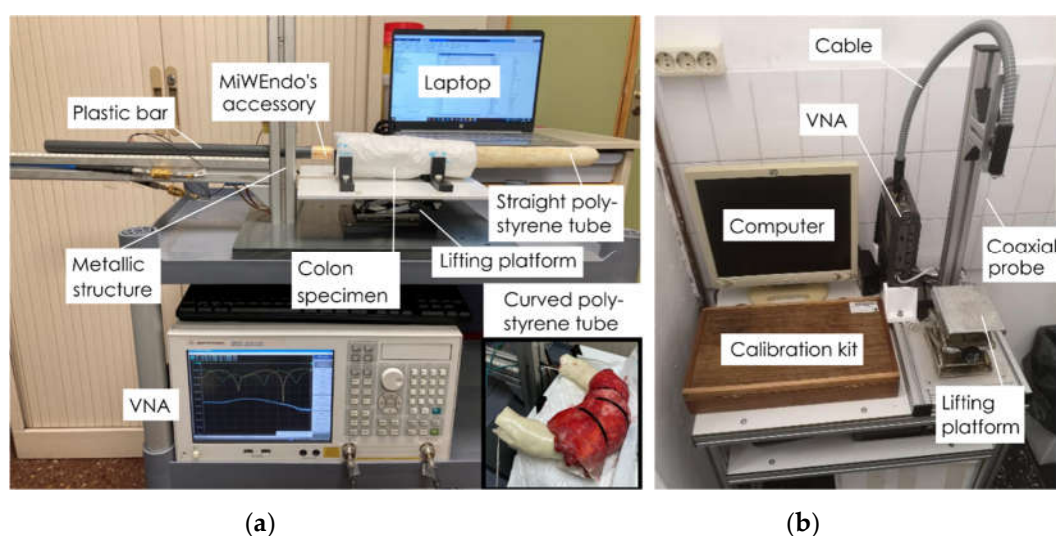 Laptop
MiWEndo's
accessory
Plastic bar
Straight poly-
styrene tube
Lifting platform
Metallic
structure
Colon
specimen
Curved poly-
styrene tube
VNA
(a)
Cable
VNA
Computer
Coaxial
probe
Calibration kit
Lifting
platform
(b)